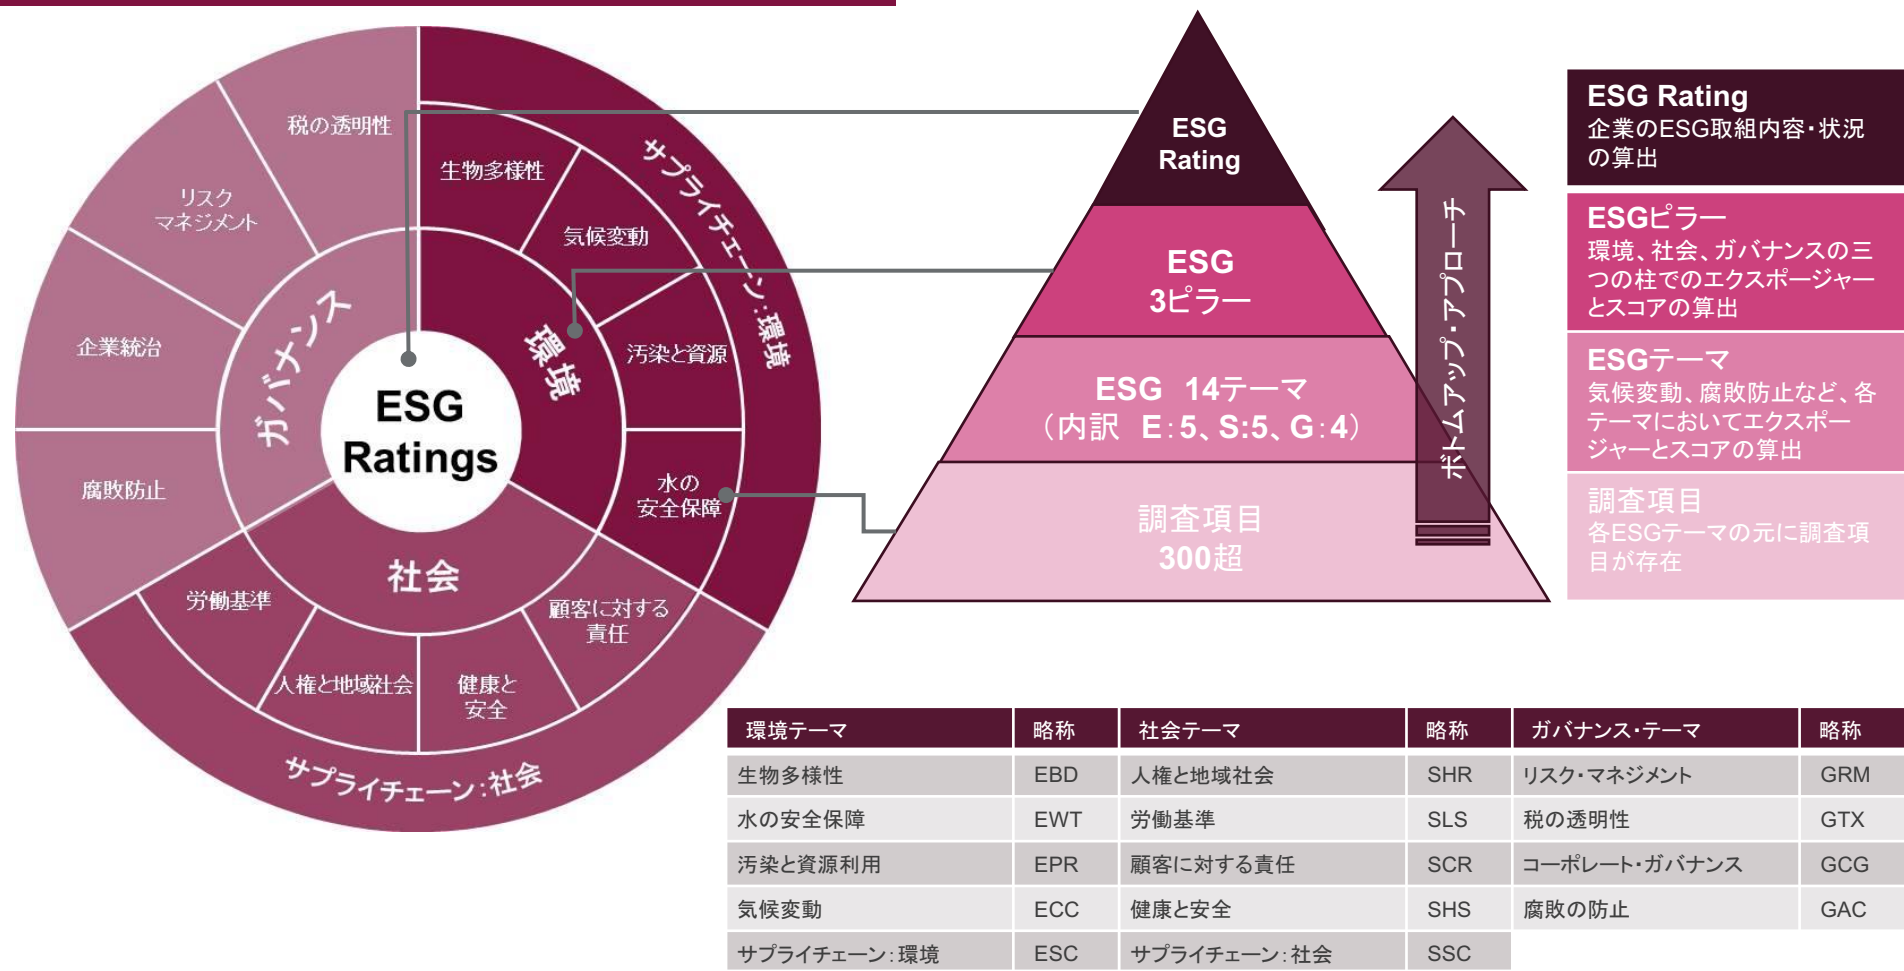 税の透明性
リスク
マネジメント
企業統治
腐敗防止
ガバナンス
生物多様性
気候変動
汚染と資源
水の
安全保障
環境
サプライチェーン:環境
ESG
Ratings
社会
労働基準
人権と地域社会
健康と
安全
顧客に対する
責任
サプライチェーン:社会
ESG
Rating
ESG
3ピラー
ESG 14テーマ
（内訳 E:5、S:5、G:4）
調査項目
300超
ボトムアップ・アプローチ
ESG Rating
企業のESG取組内容・状況
の算出
ESGピラー
環境、社会、ガバナンスの三
つの柱でのエクスポージャー
とスコアの算出
ESGテーマ
気候変動、腐敗防止など、各
テーマにおいてエクスポー
ジャーとスコアの算出
調査項目
各ESGテーマの元に調査項
目が存在
環境テーマ 略称 社会テーマ 略称 ガバナンス・テーマ 略称
生物多様性 EBD 人権と地域社会 SHR リスク・マネジメント GRM
水の安全保障 EWT 労働基準 SLS 税の透明性 GTX
汚染と資源利用 EPR 顧客に対する責任 SCR コーポレート・ガバナンス GCG
気候変動 ECC 健康と安全 SHS 腐敗の防止 GAC
サプライチェーン:環境 ESC サプライチェーン:社会 SSC